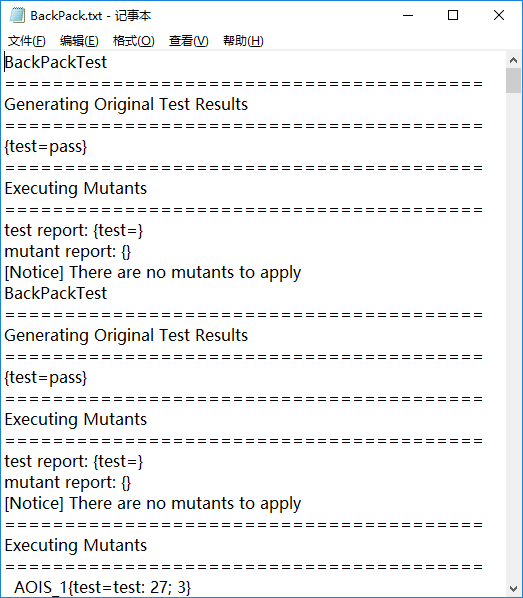 BackPack.txt - 记事本
文件(F) 编辑(E) 格式(O) 查看(V) 帮助(H)
BackPackTest
========================================
Generating Original Test Results
========================================
{test=pass}
========================================
Executing Mutants
========================================
test report: {test=}
mutant report: {}
[Notice] There are no mutants to apply
BackPackTest
========================================
Generating Original Test Results
========================================
{test=pass}
========================================
Executing Mutants
========================================
test report: {test=}
mutant report: {}
[Notice] There are no mutants to apply
========================================
Executing Mutants
========================================
  AOIS_1{test=test: 27; 3}